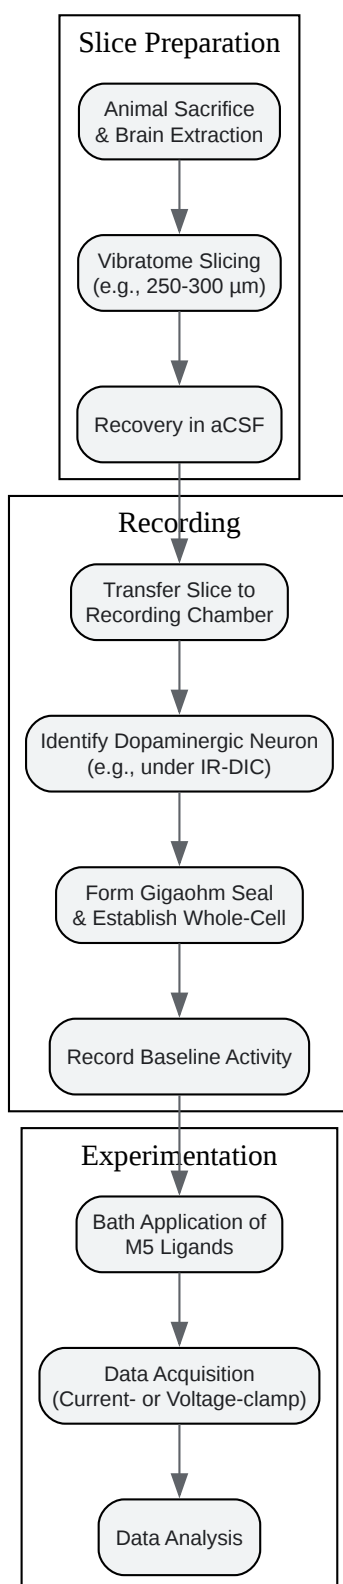 Slice Preparation
Animal Sacrifice
& Brain Extraction
Vibratome Slicing
(e.g., 250-300 µm)
Recovery in aCSF
Recording
Transfer Slice to
Recording Chamber
Identify Dopaminergic Neuron
(e.g., under IR-DIC)
Form Gigaohm Seal
& Establish Whole-Cell
Record Baseline Activity
Experimentation
Bath Application of
M5 Ligands
Data Acquisition
(Current- or Voltage-clamp)
Data Analysis